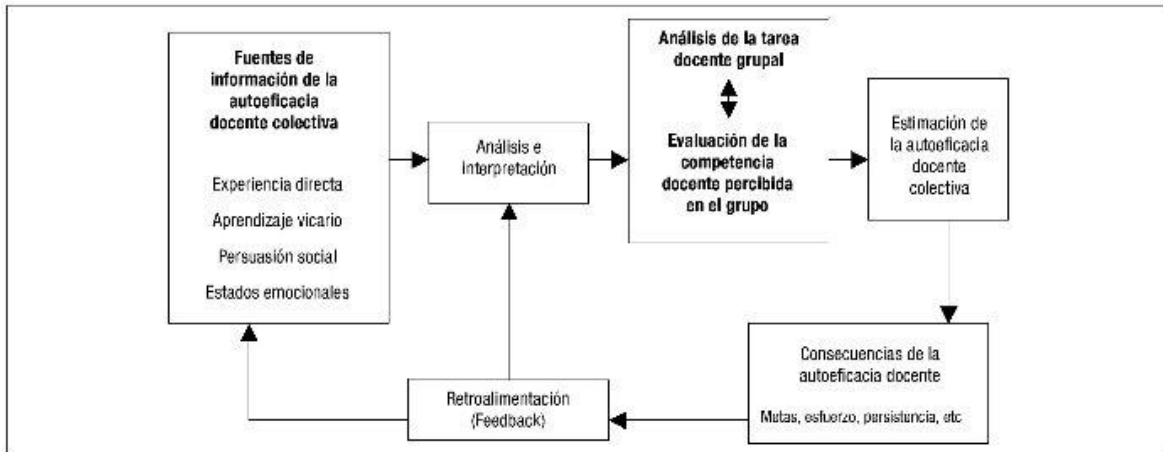 Fuentes de
información de la
autoeficacia
docente colectiva
Experiencia directa
Aprendizaje vicario
Persuasión social
Estados emocionales
Análisis e
interpretación
Análisis de la tarea
docente grupal
Evaluación de la
competencia
docente percibida
en el grupo
Estimación de
la autoeficacia
docente
colectiva
Consecuencias de la
autoeficacia docente
Metas, esfuerzo, persistencia, etc
Retroalimentación
(Feedback)